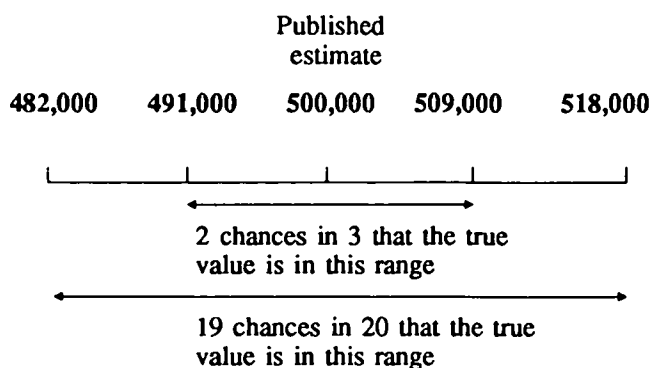 Published
estimate
482,000 491,000 500,000 509,000 518,000
2 chances in 3 that the true
value is in this range
19 chances in 20 that the true
value is in this range